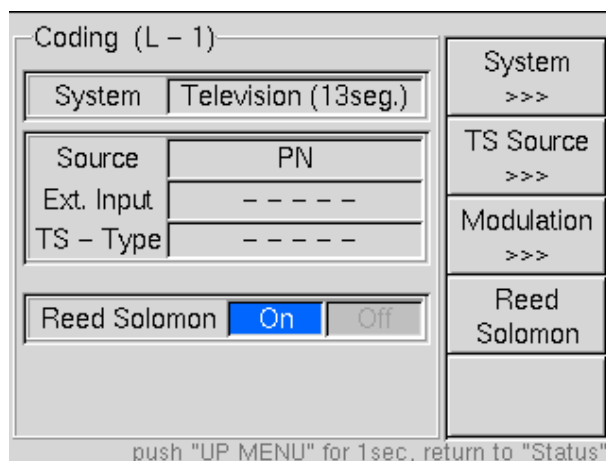 Coding (L – 1)
System Television (13seg.)
Source PN
Ext. Input – – – – –
TS – Type – – – – –
Reed Solomon On Off
System
>>>
TS Source
>>>
Modulation
>>>
Reed
Solomon
push "UP MENU" for 1sec, return to "Status"